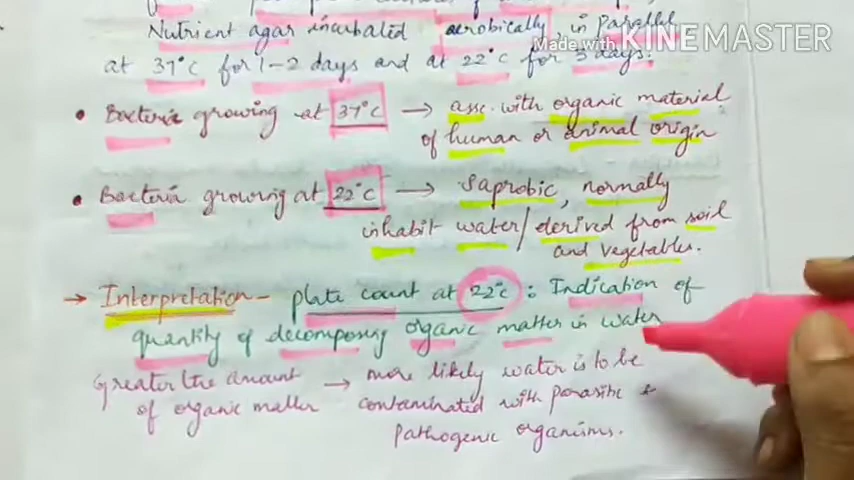 Nutrient agar incubated aerobically, in parallel
Made with KINEMASTER
at 37°C for 1-2 days and at 22°C for 3 days.
• Bacteria growing at 37°C → ass. with organic material
of human or animal origin
• Bacteria growing at 22°C → saprobic, normally
inhabit water/derived from soil
and vegetables.
→ Interpretation - plate count at 22°C : Indication of
quantity of decomposing organic matter in water
Greater the amount → more likely water is to be
of organic matter contaminated with parasitic &
pathogenic organisms.